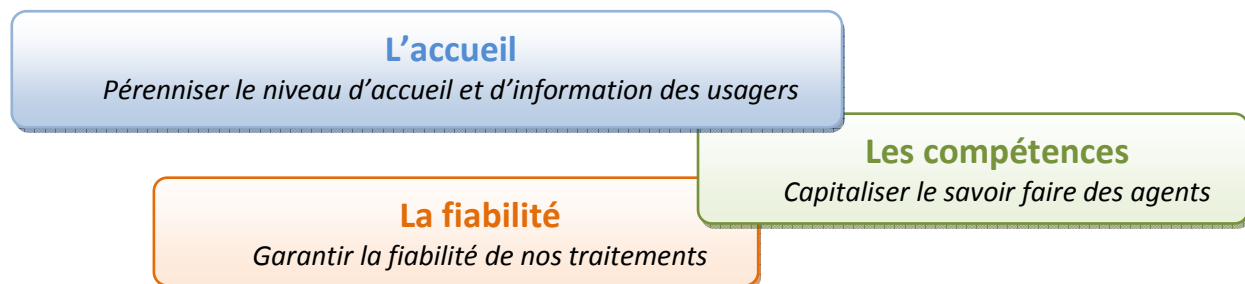 L’accueil
Pérenniser le niveau d’accueil et d’information des usagers
Les compétences
Capitaliser le savoir faire des agents
La fiabilité
Garantir la fiabilité de nos traitements